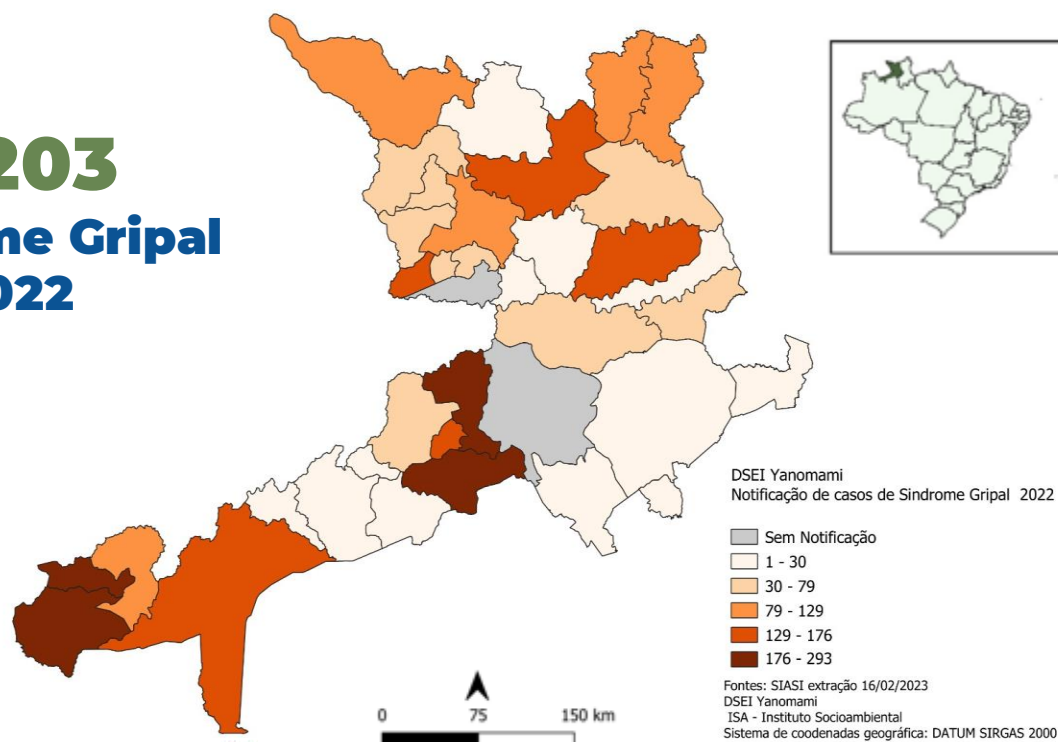 203
me Gripal
022
DSEI Yanomami
Notificação de casos de Sindrome Gripal 2022
Sem Notificação
1 - 30
30 - 79
79 - 129
129 - 176
176 - 293
Fontes: SIASI extração 16/02/2023
DSEI Yanomami
ISA - Instituto Socioambiental
Sistema de coodenadas geográfica: DATUM SIRGAS 2000
0 75 150 km